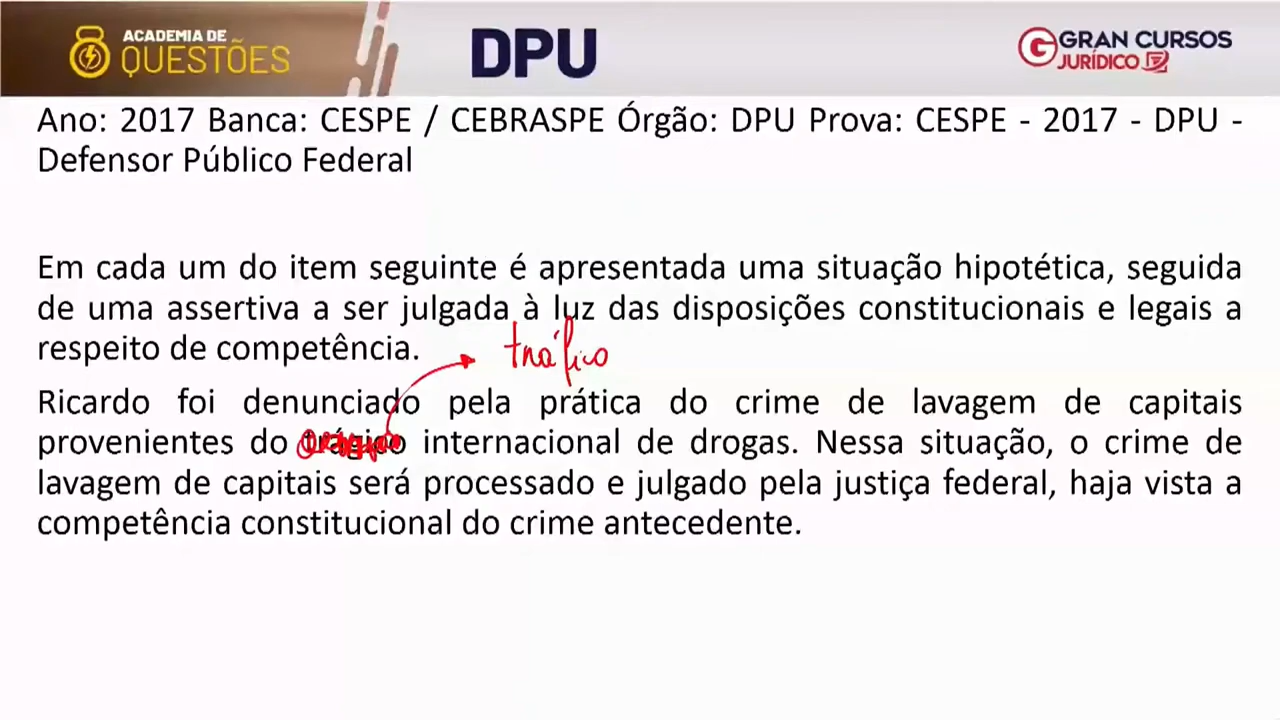 ACADEMIA DE
QUESTÕES
DPU
GRAN CURSOS
JURÍDICO
Ano: 2017 Banca: CESPE / CEBRASPE Órgão: DPU Prova: CESPE - 2017 - DPU -
Defensor Público Federal
Em cada um do item seguinte é apresentada uma situação hipotética, seguida
de uma assertiva a ser julgada à luz das disposições constitucionais e legais a
respeito de competência.
tráfico
Ricardo foi denunciado pela prática do crime de lavagem de capitais
provenientes do trágico internacional de drogas. Nessa situação, o crime de
lavagem de capitais será processado e julgado pela justiça federal, haja vista a
competência constitucional do crime antecedente.